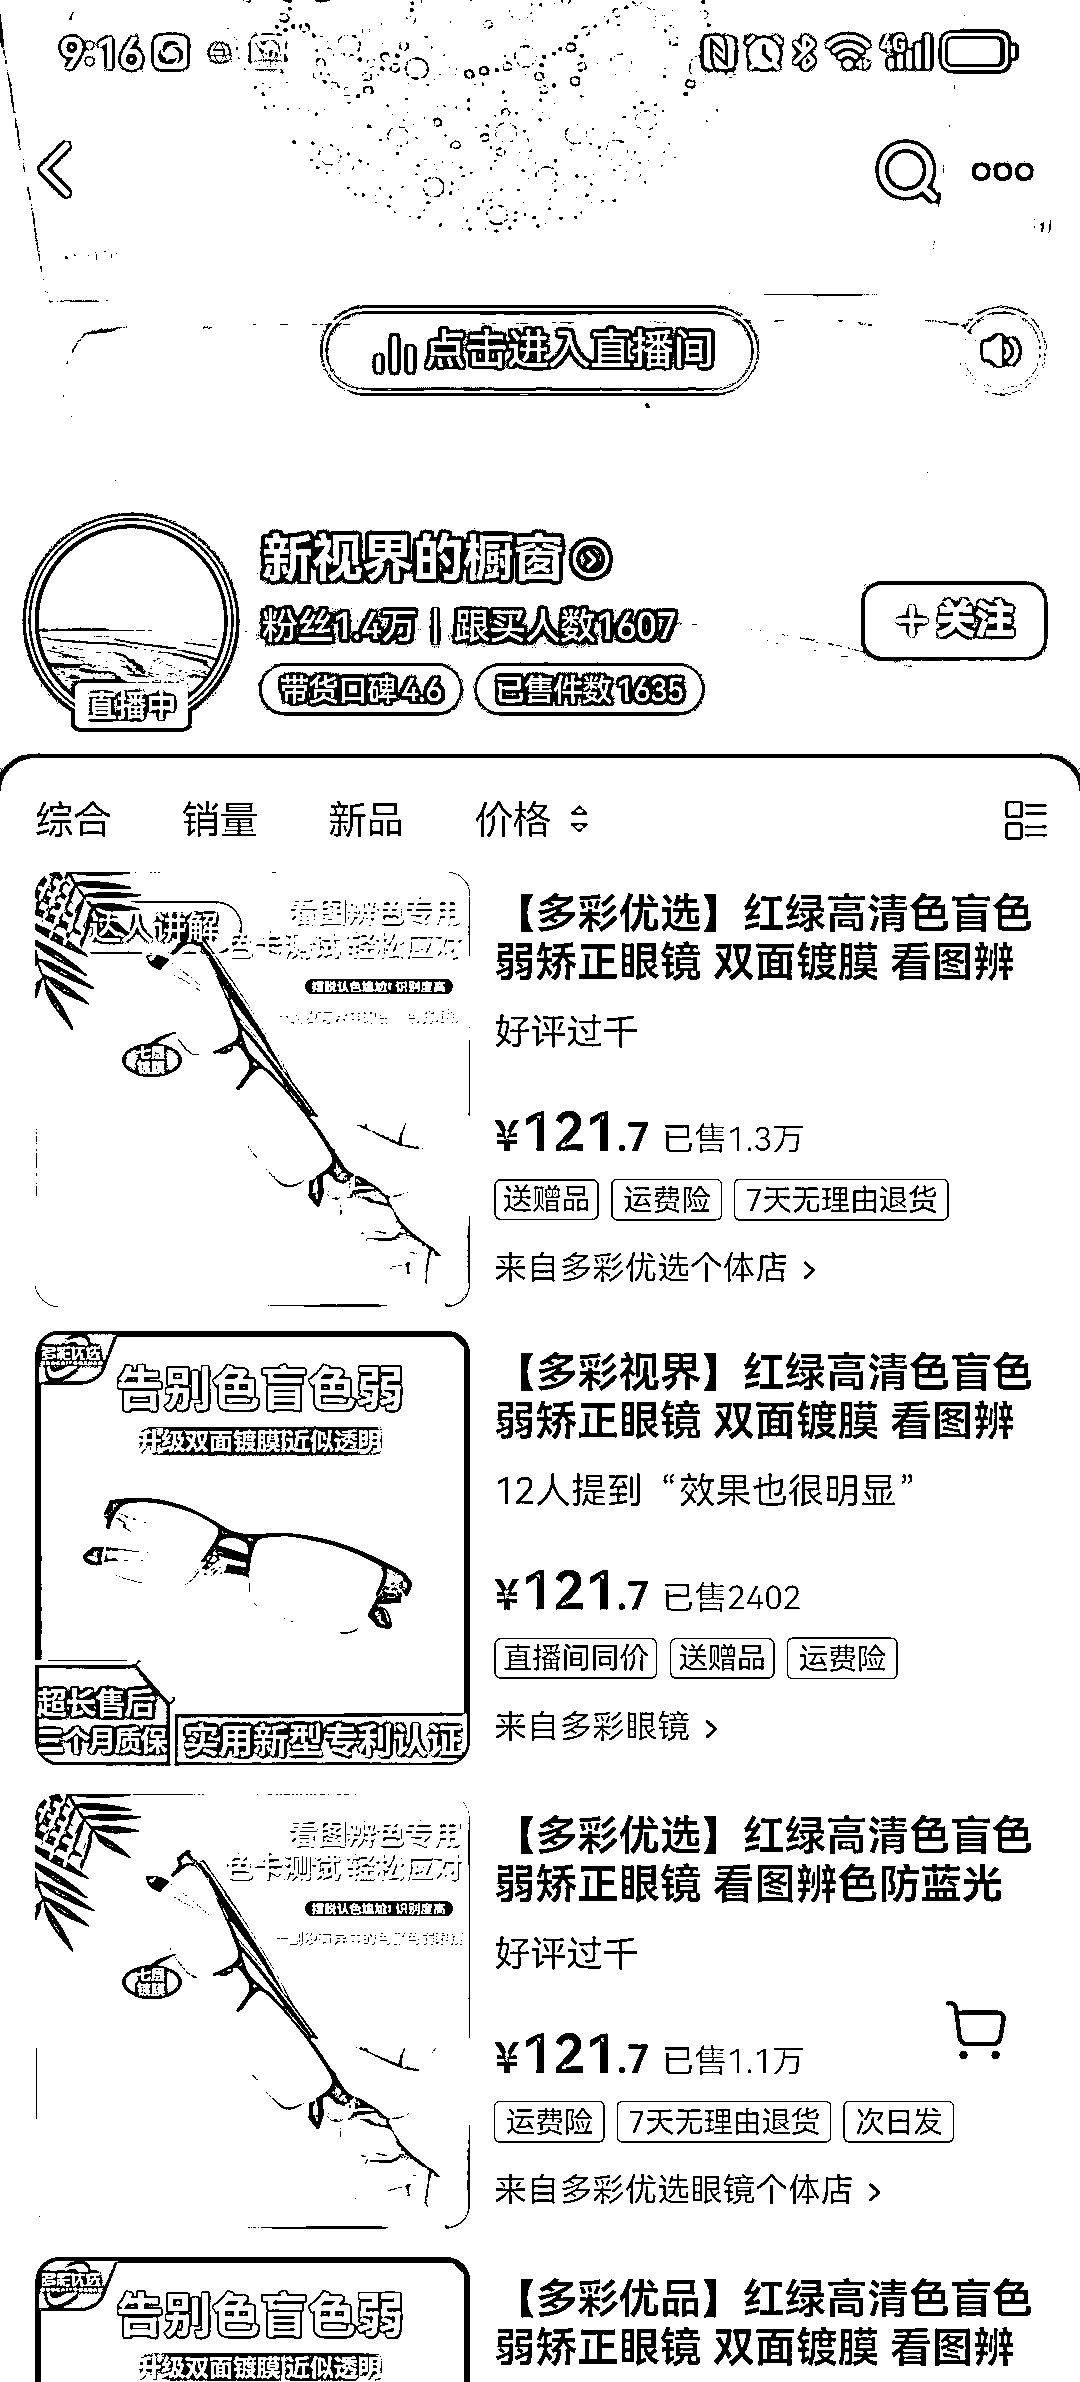 9:16
4G
点击进入直播间
新视界的橱窗
粉丝1.4万 | 跟买人数1607
+关注
带货口碑4.6 已售件数1635
直播中
综合 销量 新品 价格
达人讲解
看图辨色专用
色卡测试 轻松应对
摆脱认色尴尬! 识别度高
【多彩优选】红绿高清色盲色
弱矫正眼镜 双面镀膜 看图辨
好评过千
¥121.7 已售1.3万
送赠品 运费险 7天无理由退货
来自多彩优选个体店 >
告别色盲色弱
升级双面镀膜|近似透明
超长售后
三个月质保
实用新型专利认证
【多彩视界】红绿高清色盲色
弱矫正眼镜 双面镀膜 看图辨
12人提到“效果也很明显”
¥121.7 已售2402
直播间同价 送赠品 运费险
来自多彩眼镜 >
看图辨色专用
色卡测试 轻松应对
摆脱认色尴尬! 识别度高
【多彩优选】红绿高清色盲色
弱矫正眼镜 看图辨色防蓝光
好评过千
¥121.7 已售1.1万
运费险 7天无理由退货 次日发
来自多彩优选眼镜个体店 >
告别色盲色弱
升级双面镀膜|近似透明
【多彩优品】红绿高清色盲色
弱矫正眼镜 双面镀膜 看图辨